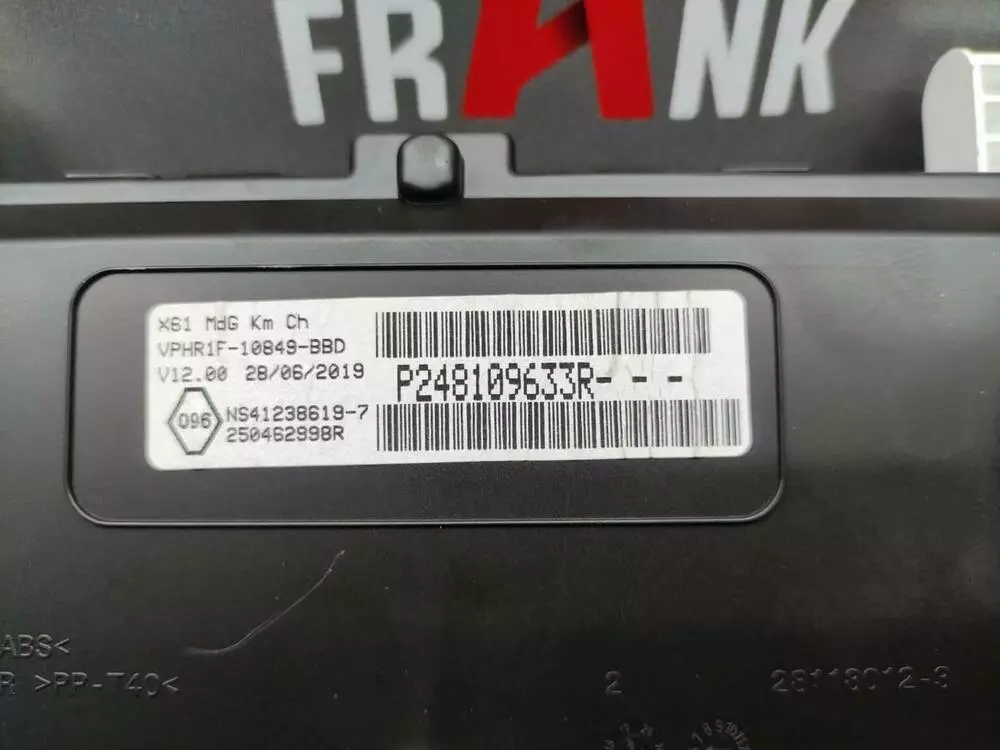 FRANK
X61 MdG Km Ch
VPHR1F-10849-BBD
V12.00 28/06/2019
P248109633R---
096
NS41238619-7
250462998R
ABS<
R >PP-T40<
2
28118012-3